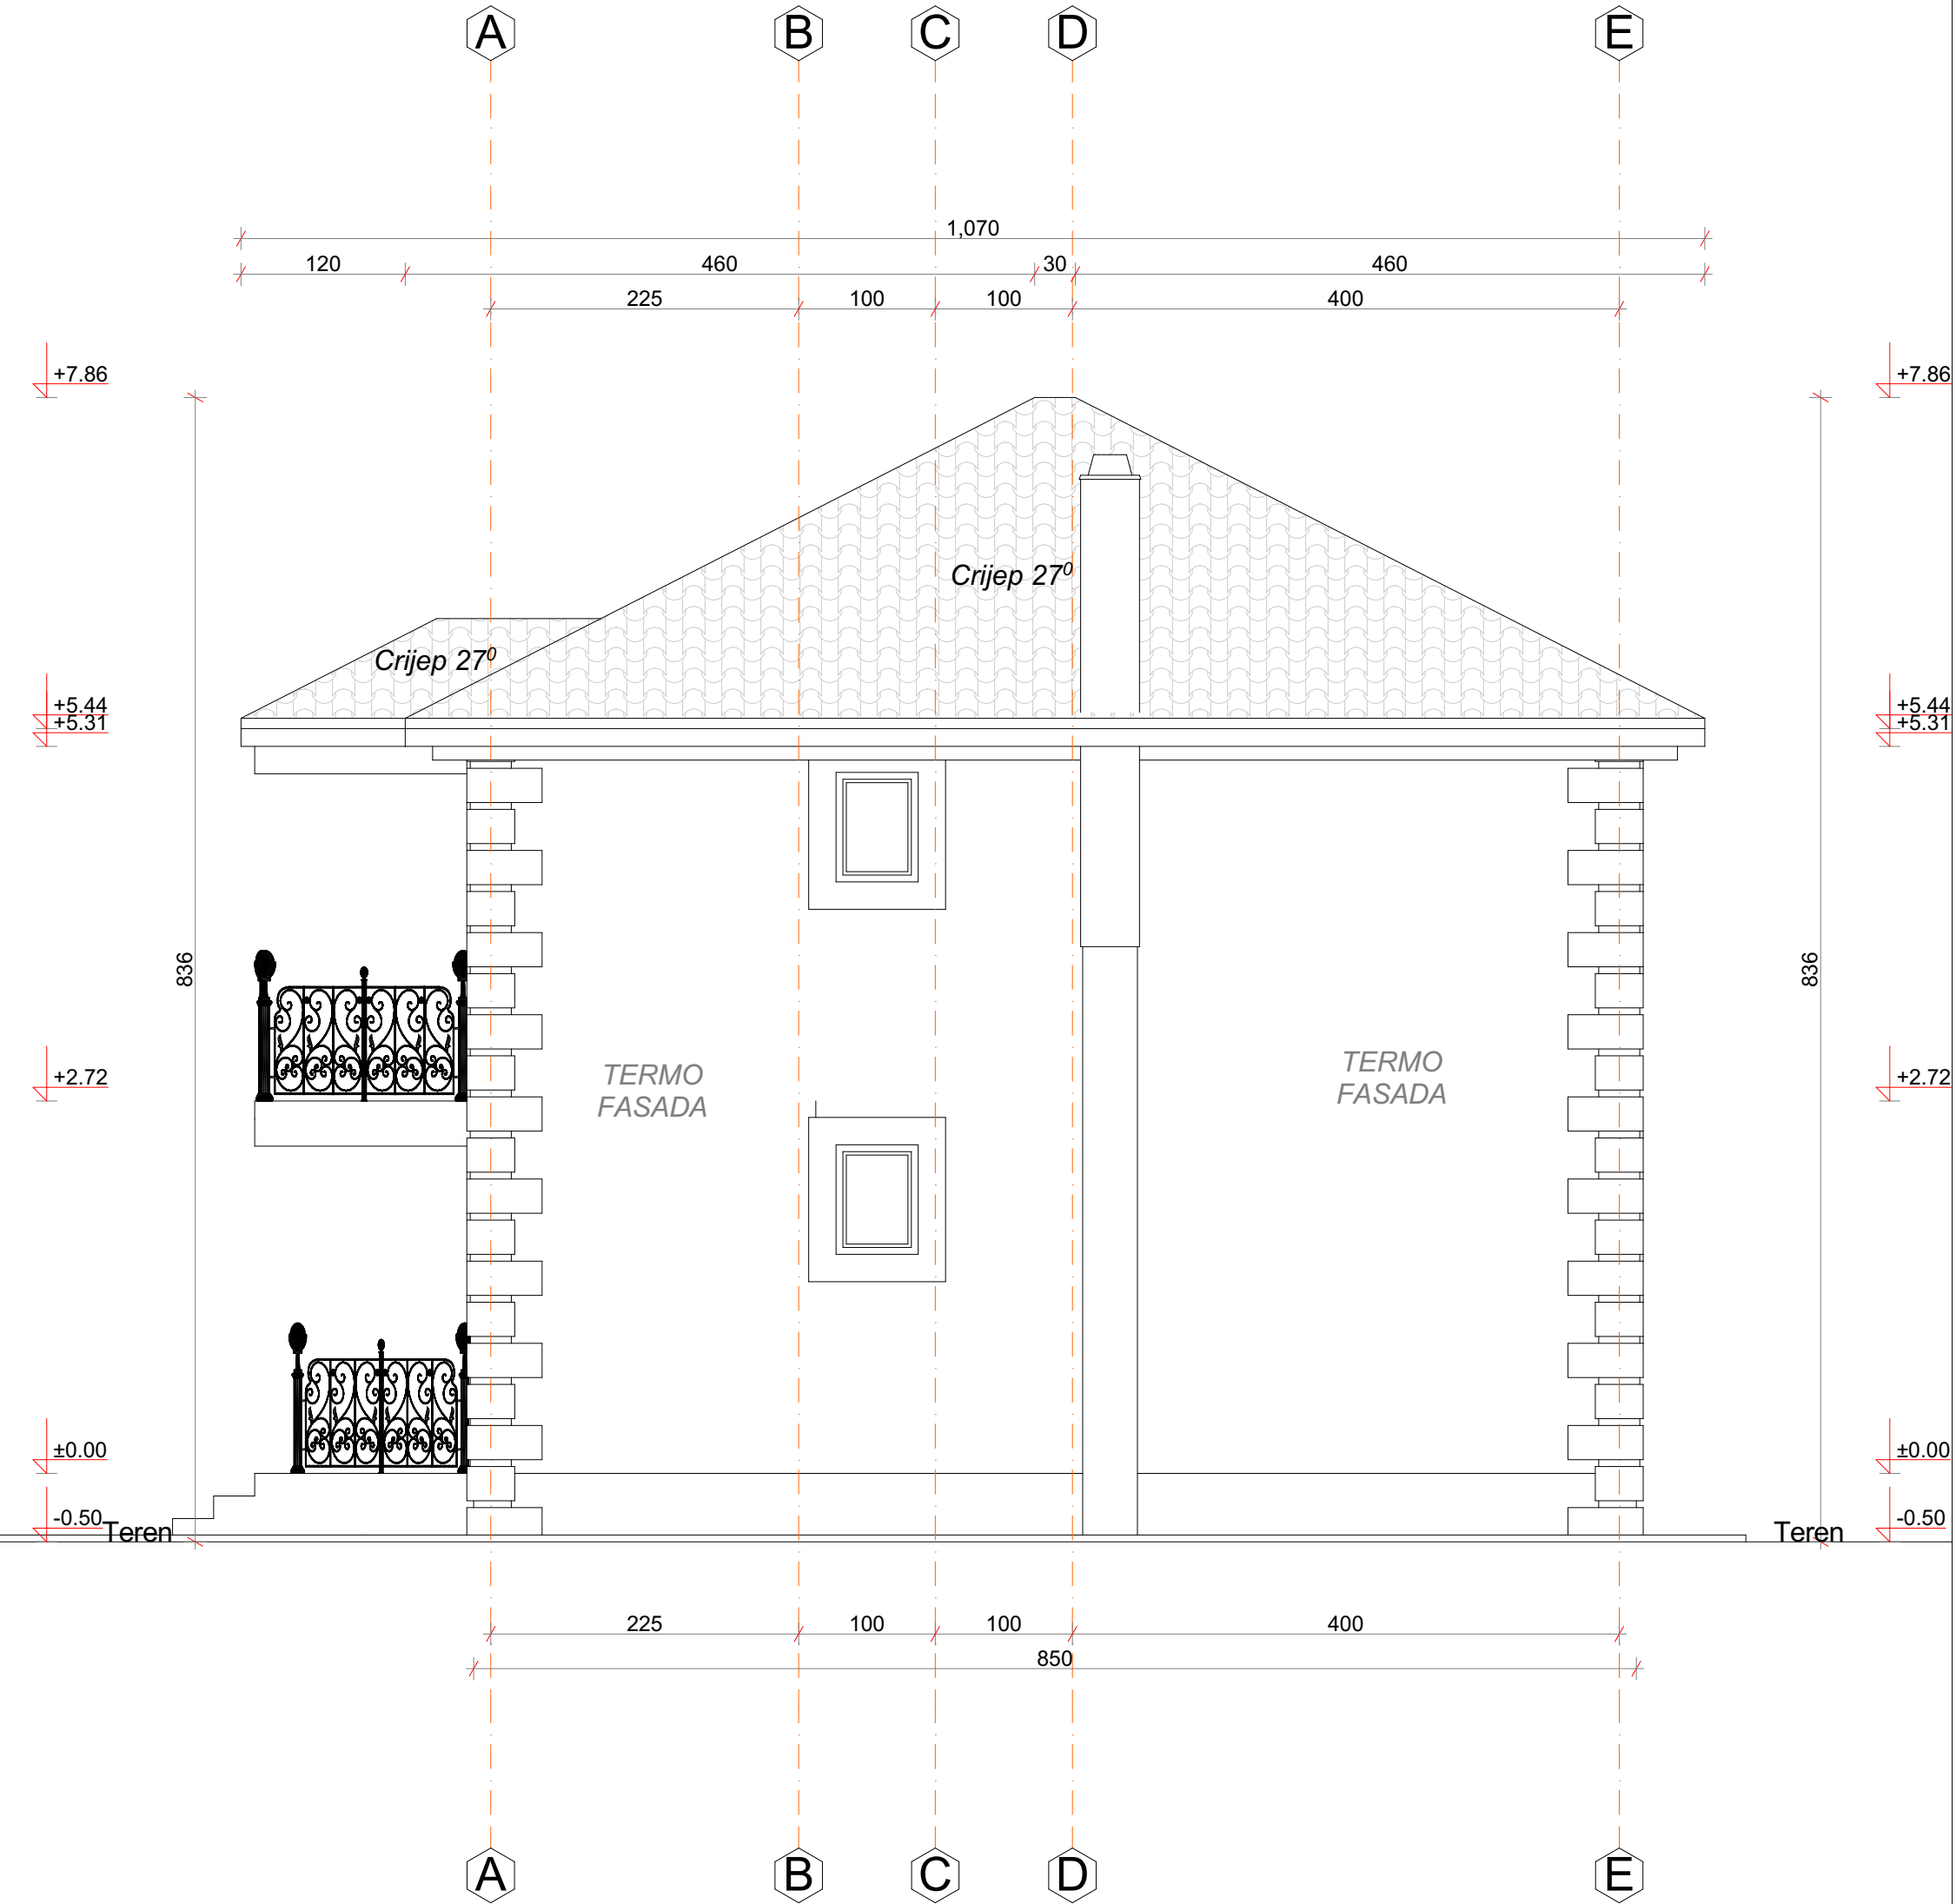 A B C D E
1,070
120 460 30 460
225 100 100 400
+7.86 +7.86
Crijep 27⁰
Crijep 27⁰
+5.44 +5.44
+5.31 +5.31
836 836
TERMO
FASADA
TERMO
FASADA
+2.72 +2.72
±0.00 ±0.00
-0.50 Teren Teren -0.50
225 100 100 400
850
A B C D E